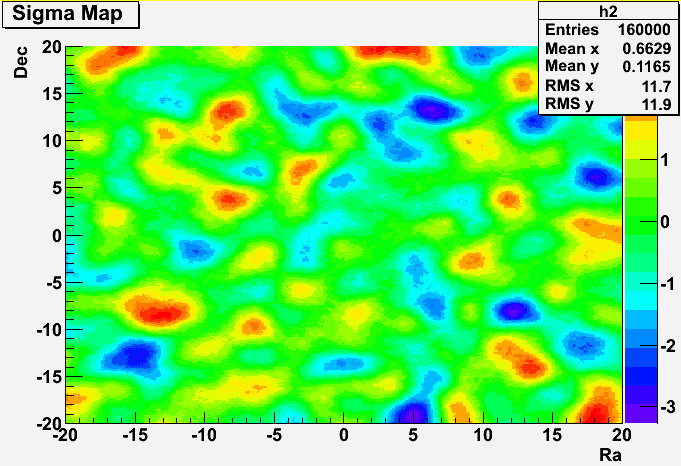 Sigma Map
h2
Entries 160000
Mean x 0.6629
Mean y 0.1165
RMS x 11.7
RMS y 11.9
Dec
20
15
10
5
0
-5
-10
-15
-20
-20 -15 -10 -5 0 5 10 15 20
Ra
1
0
-1
-2
-3